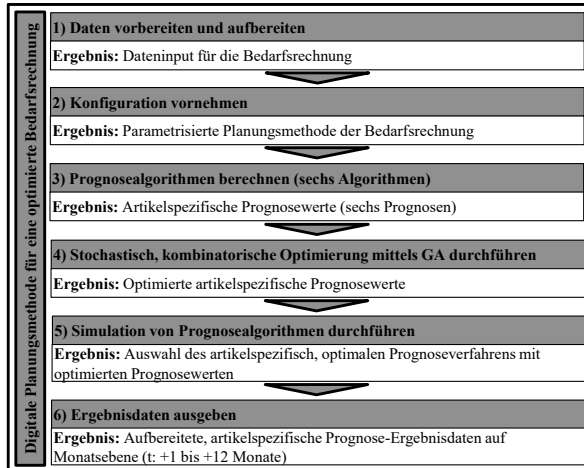 Digitale Planungsmethode für eine optimierte Bedarfsrechnung
1) Daten vorbereiten und aufbereiten
Ergebnis: Dateninput für die Bedarfsrechnung
2) Konfiguration vornehmen
Ergebnis: Parametrisierte Planungsmethode der Bedarfsrechnung
3) Prognosealgorithmen berechnen (sechs Algorithmen)
Ergebnis: Artikelspezifische Prognosewerte (sechs Prognosen)
4) Stochastisch, kombinatorische Optimierung mittels GA durchführen
Ergebnis: Optimierte artikelspezifische Prognosewerte
5) Simulation von Prognosealgorithmen durchführen
Ergebnis: Auswahl des artikelspezifisch, optimalen Prognoseverfahrens mit
optimierten Prognosewerten
6) Ergebnisdaten ausgeben
Ergebnis: Aufbereitete, artikelspezifische Prognose-Ergebnisdaten auf
Monatsebene (t: +1 bis +12 Monate)